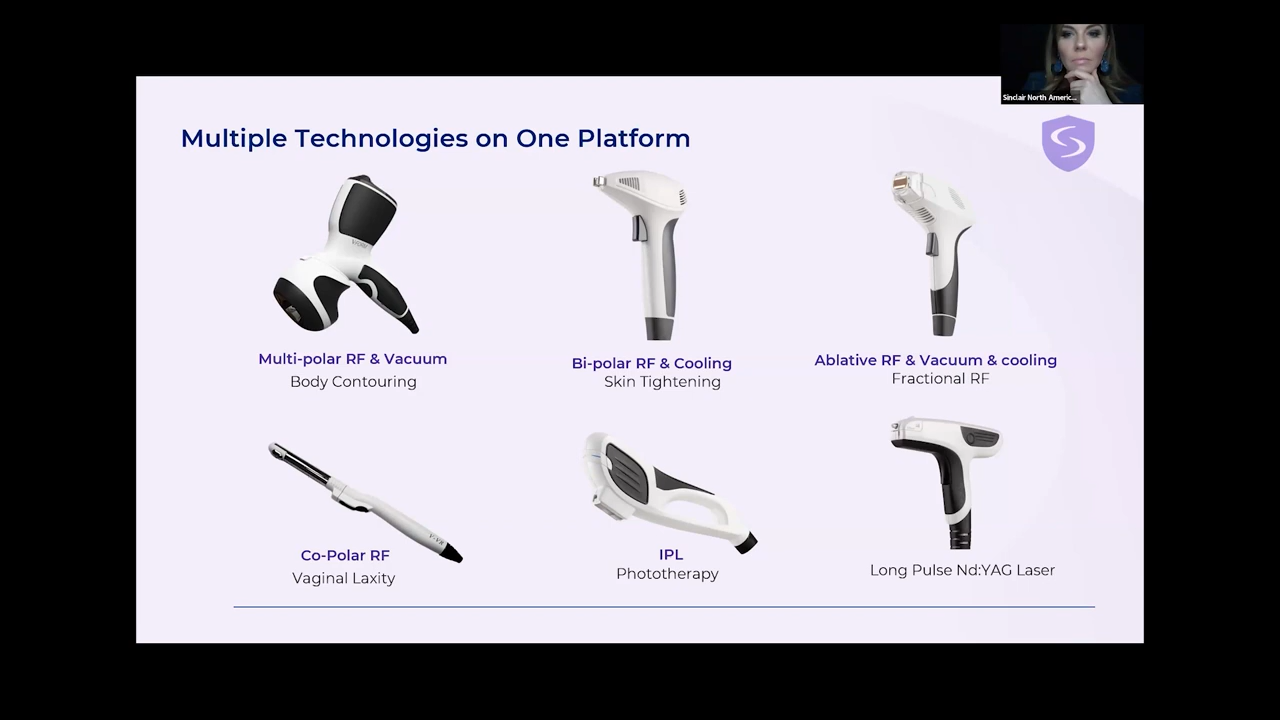 Sinclair North Americ...
Multiple Technologies on One Platform
Multi-polar RF & Vacuum
Body Contouring
Bi-polar RF & Cooling
Skin Tightening
Ablative RF & Vacuum & cooling
Fractional RF
V-VR
Co-Polar RF
Vaginal Laxity
IPL
Phototherapy
Long Pulse Nd:YAG Laser